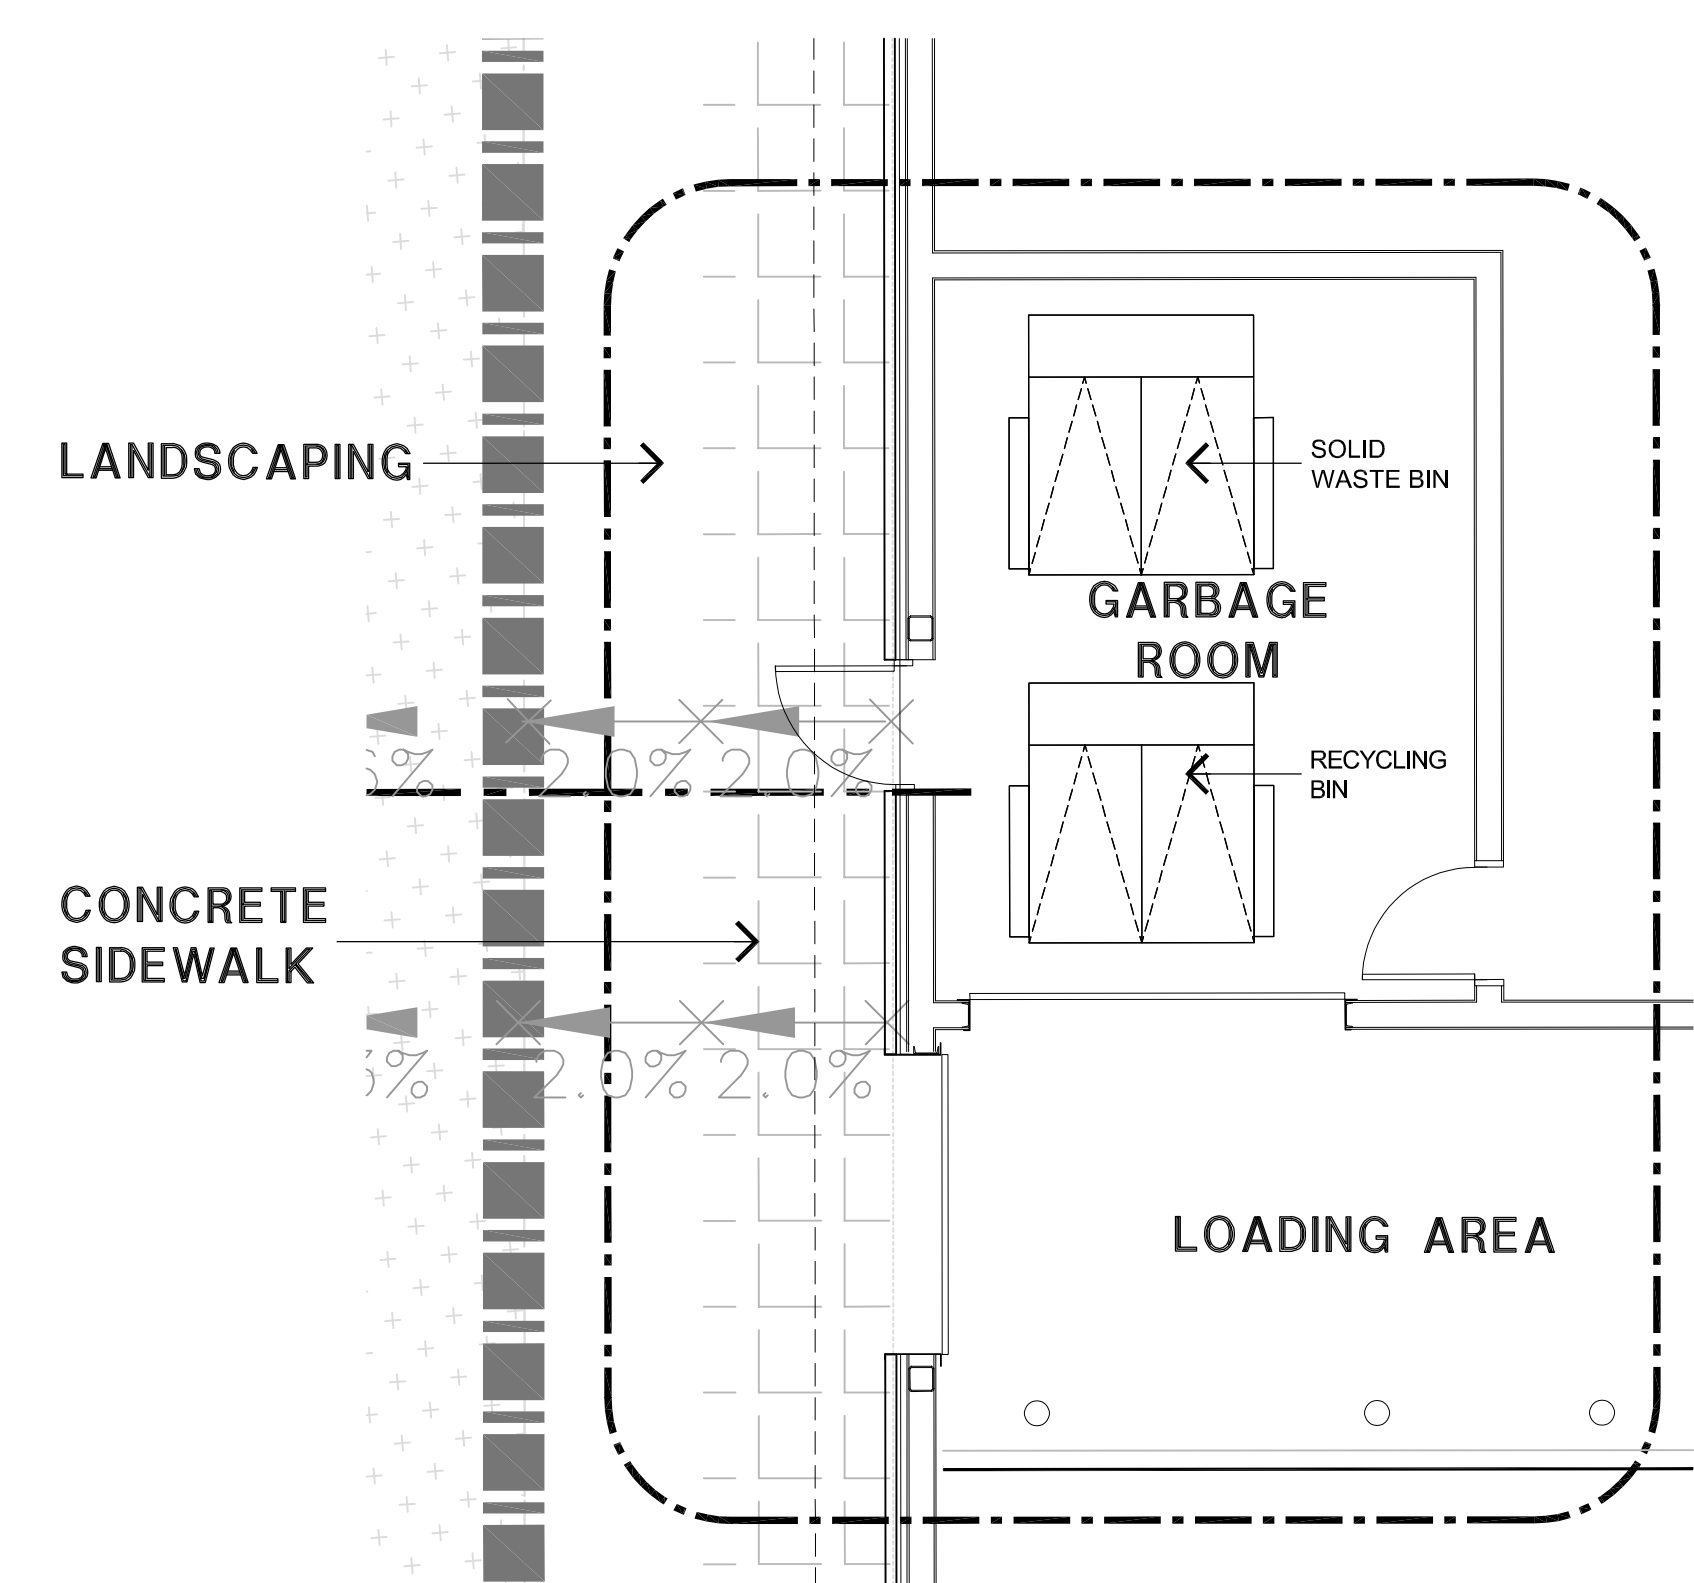 LANDSCAPING
SOLID
WASTE BIN
GARBAGE
ROOM
2.0% 2.0%
RECYCLING
BIN
CONCRETE
SIDEWALK
2.0% 2.0%
LOADING AREA